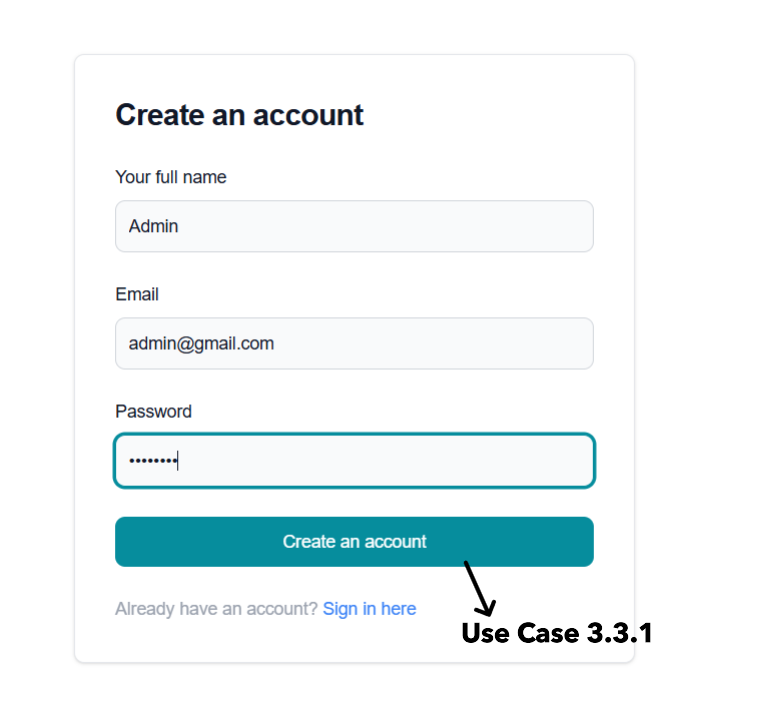 Create an account
Your full name
Admin
Email
admin@gmail.com
Password
••••••••
Create an account
Already have an account? Sign in here
Use Case 3.3.1